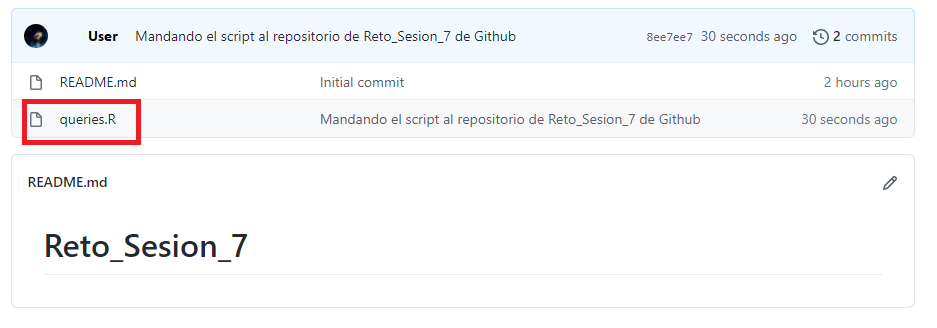 User Mandando el script al repositorio de Reto_Sesion_7 de Github 8ee7ee7 30 seconds ago 2 commits
README.md Initial commit 2 hours ago
queries.R Mandando el script al repositorio de Reto_Sesion_7 de Github 30 seconds ago
README.md
Reto_Sesion_7